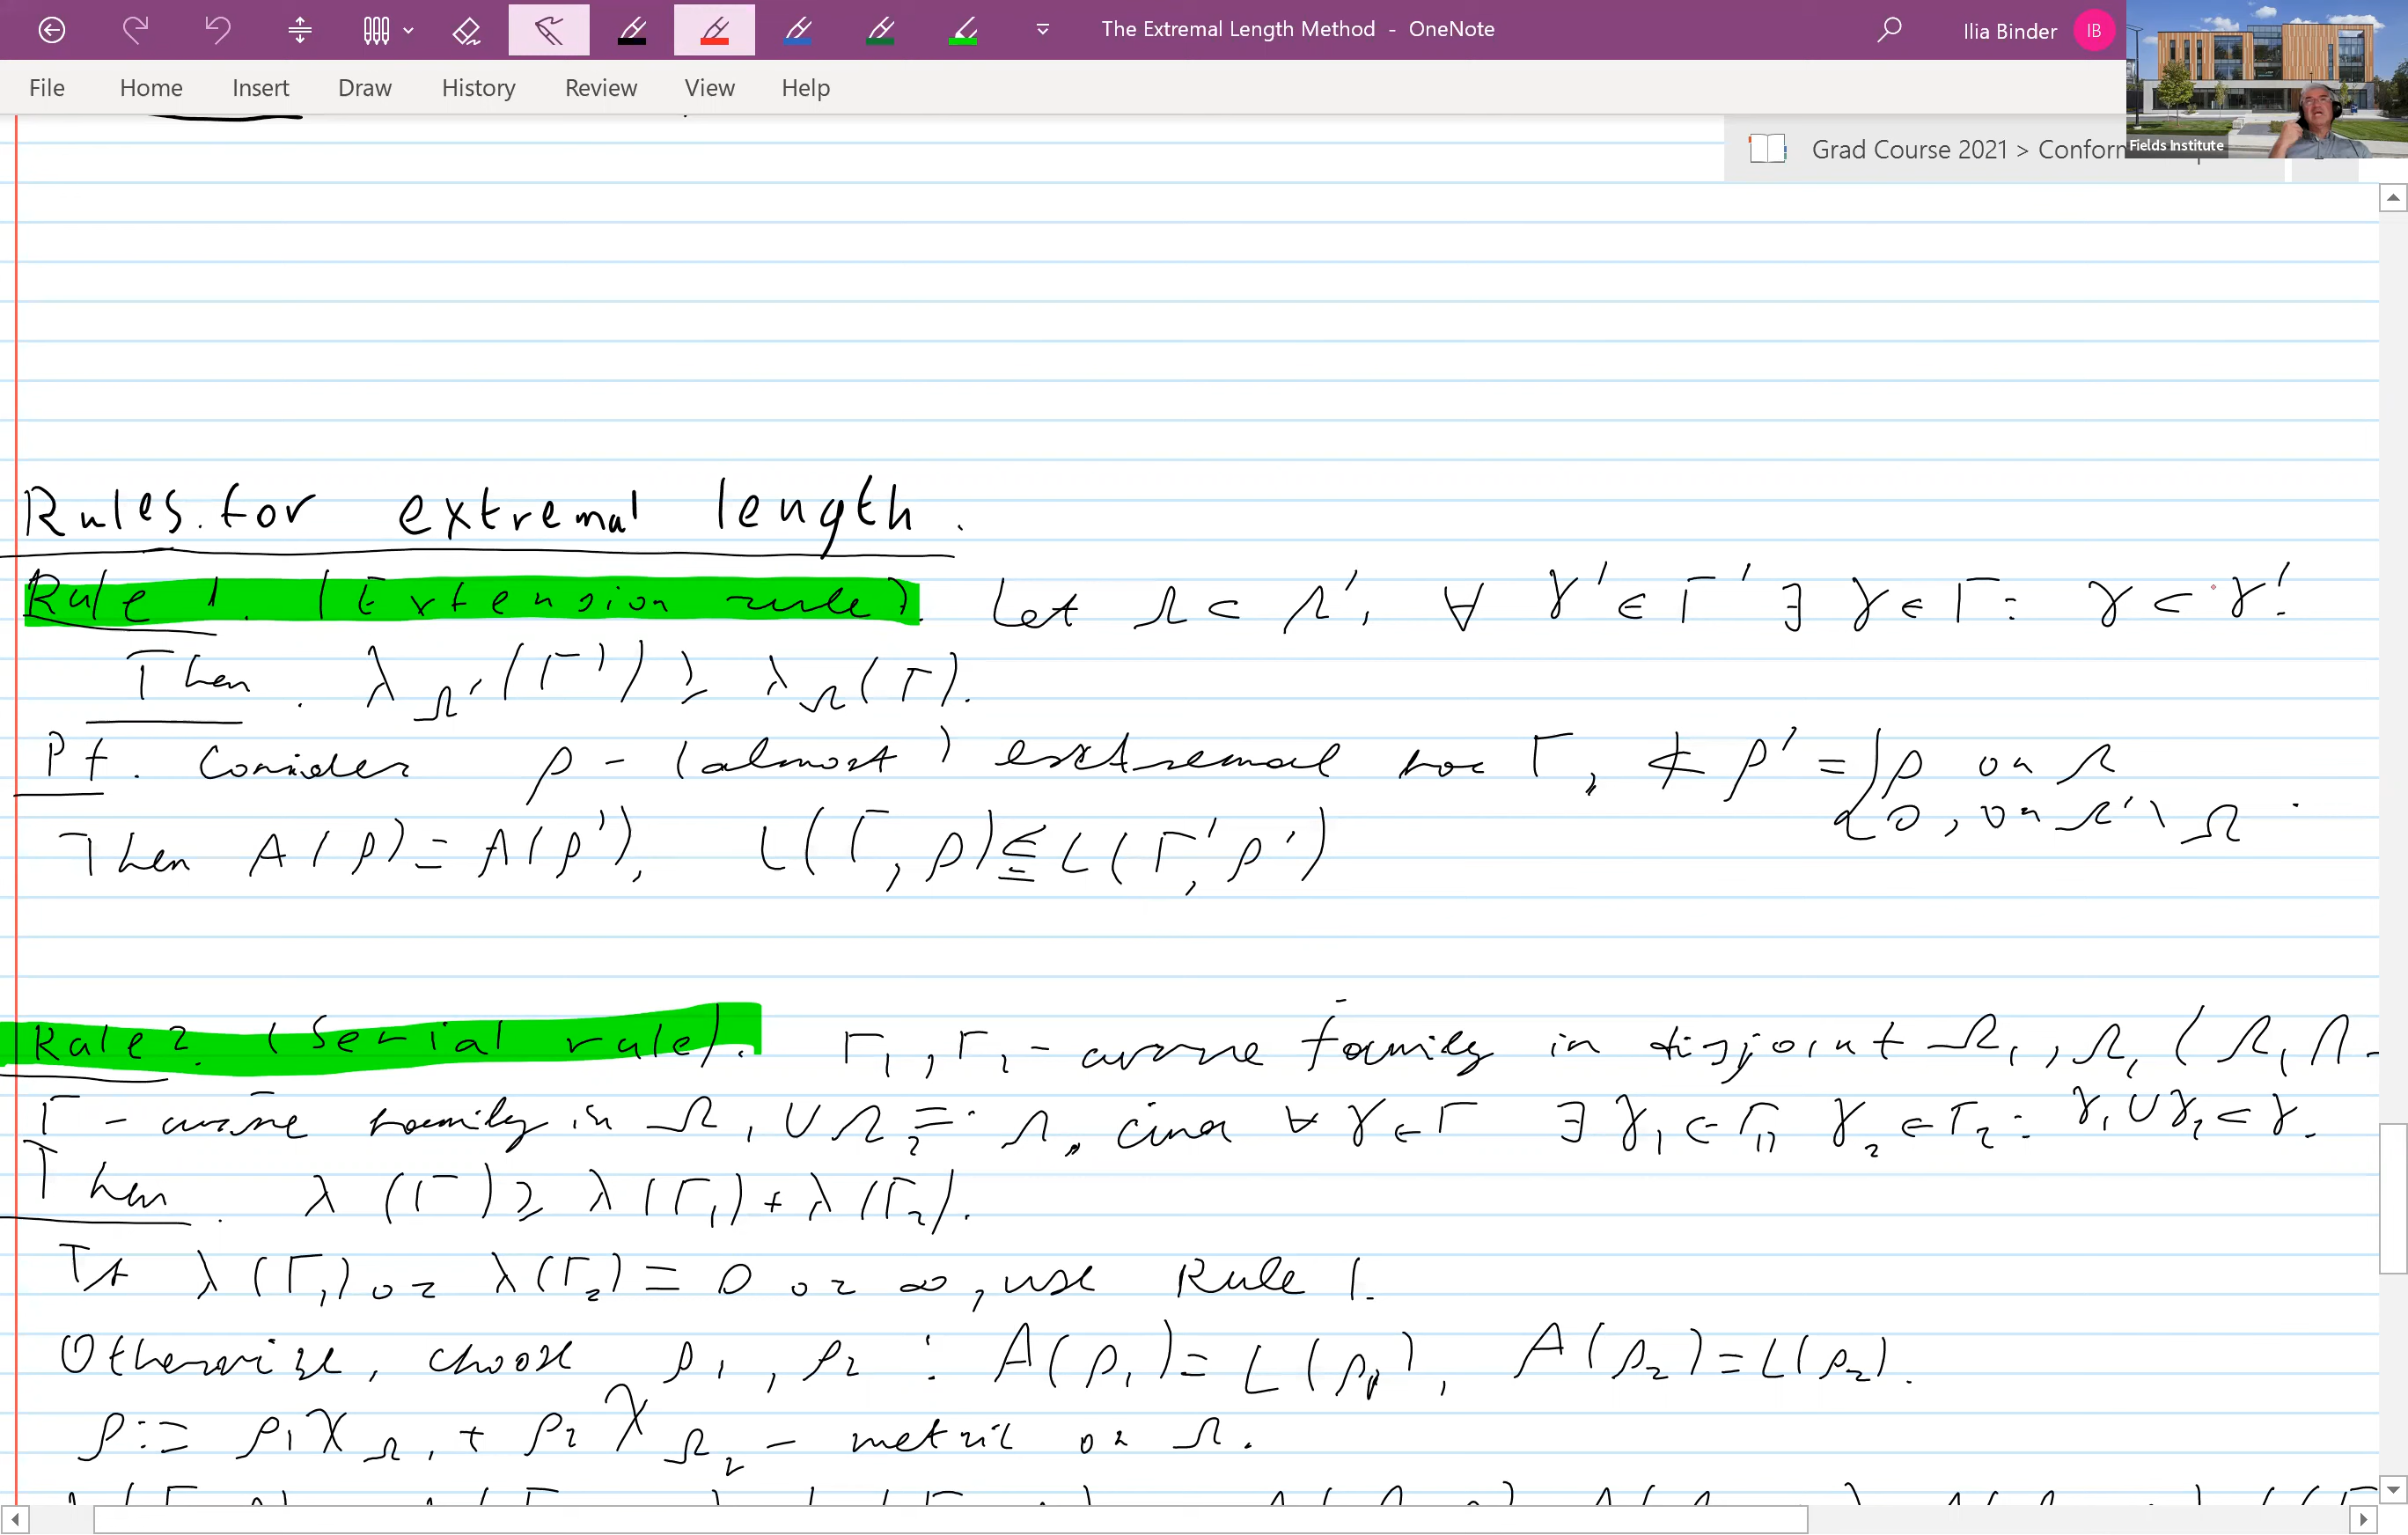 The Extremal Length Method - OneNote
Ilia Binder
IB
File Home Insert Draw History Review View Help
Grad Course 2021 > Conform
Fields Institute
Rules for extremal length.
Rule 1. (Extension rule). Let Ω ⊂ Ω', ∀ γ' ∈ Γ' ∃ γ ∈ Γ: γ ⊂ γ'.
Then. λ_Ω'(Γ') ≥ λ_Ω(Γ).
Pf. Consider ρ - (almost) extremal for Γ, ρ' = { ρ on Ω
0, on Ω' \ Ω.
Then A(ρ) = A(ρ'), L(Γ, ρ) ≤ L(Γ', ρ')
Rule 2. (Serial rule). Γ₁, Γ₂ - curve family in disjoint Ω₁, Ω₂ (Ω₁ ∩
Γ - curve family in Ω₁ ∪ Ω₂ =: Ω, and ∀ γ ∈ Γ ∃ γ₁ ∈ Γ₁, γ₂ ∈ Γ₂: γ₁ ∪ γ₂ ⊂ γ.
Then. λ(Γ) ≥ λ(Γ₁) + λ(Γ₂).
If λ(Γ₁) or λ(Γ₂) = 0 or ∞, use Rule 1.
Otherwise, choose ρ₁, ρ₂ : A(ρ₁) = L(ρ₁), A(ρ₂) = L(ρ₂).
ρ := ρ₁χ_Ω₁ + ρ₂χ_Ω₂ - metric on Ω.